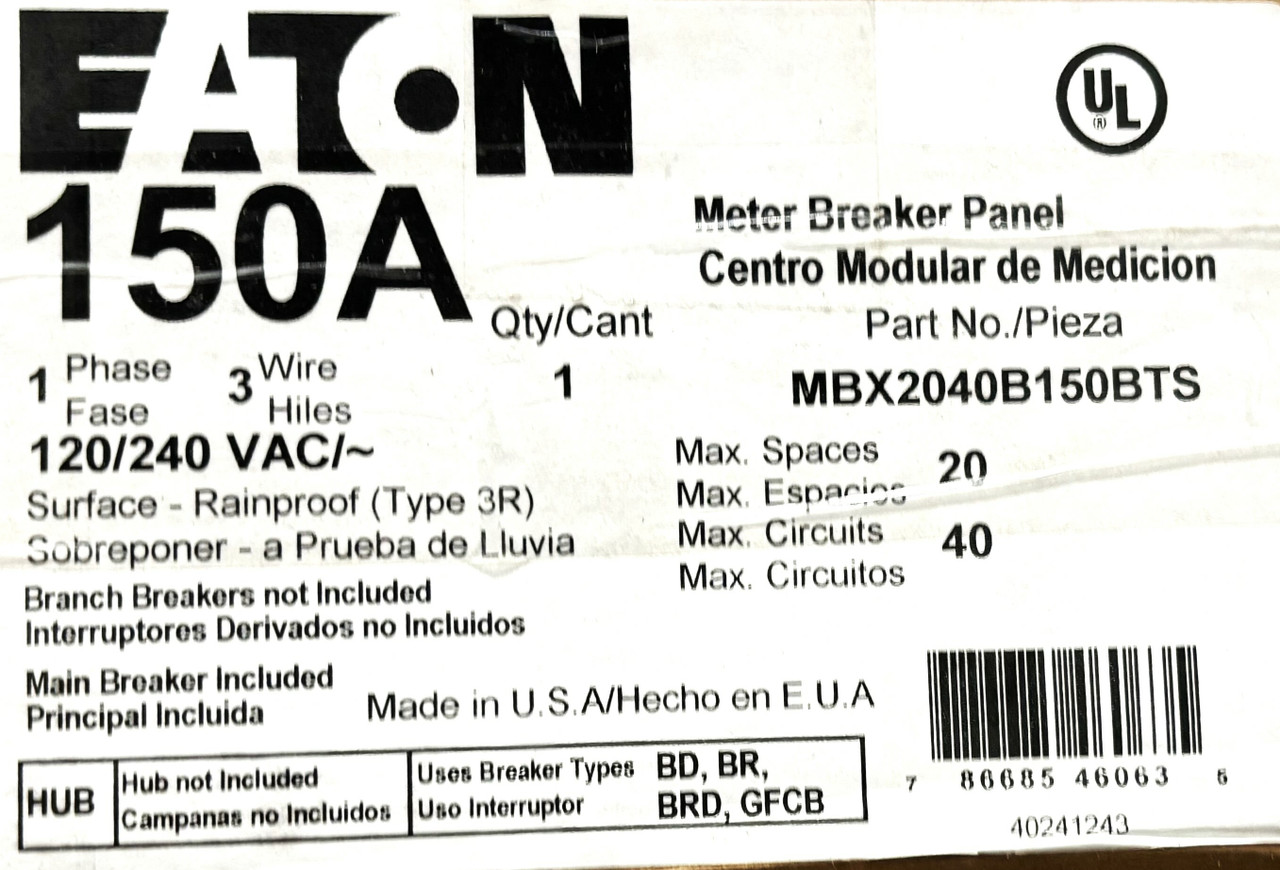 EATON
UL
(R)
150A
Meter Breaker Panel
Centro Modular de Medicion
Qty/Cant
1
Part No./Pieza
MBX2040B150BTS
1 Phase 3 Wire
Fase Hiles
120/240 VAC/~
Surface - Rainproof (Type 3R)
Sobreponer - a Prueba de Lluvia
Max. Spaces 20
Max. Espacios
Max. Circuits 40
Max. Circuitos
Branch Breakers not Included
Interruptores Derivados no Incluidos
Main Breaker Included
Principal Incluida
Made in U.S.A/Hecho en E.U.A
HUB
Hub not Included
Campanas no Incluidos
Uses Breaker Types
Uso Interruptor
BD, BR,
BRD, GFCB
7 86685 46063 6
40241243